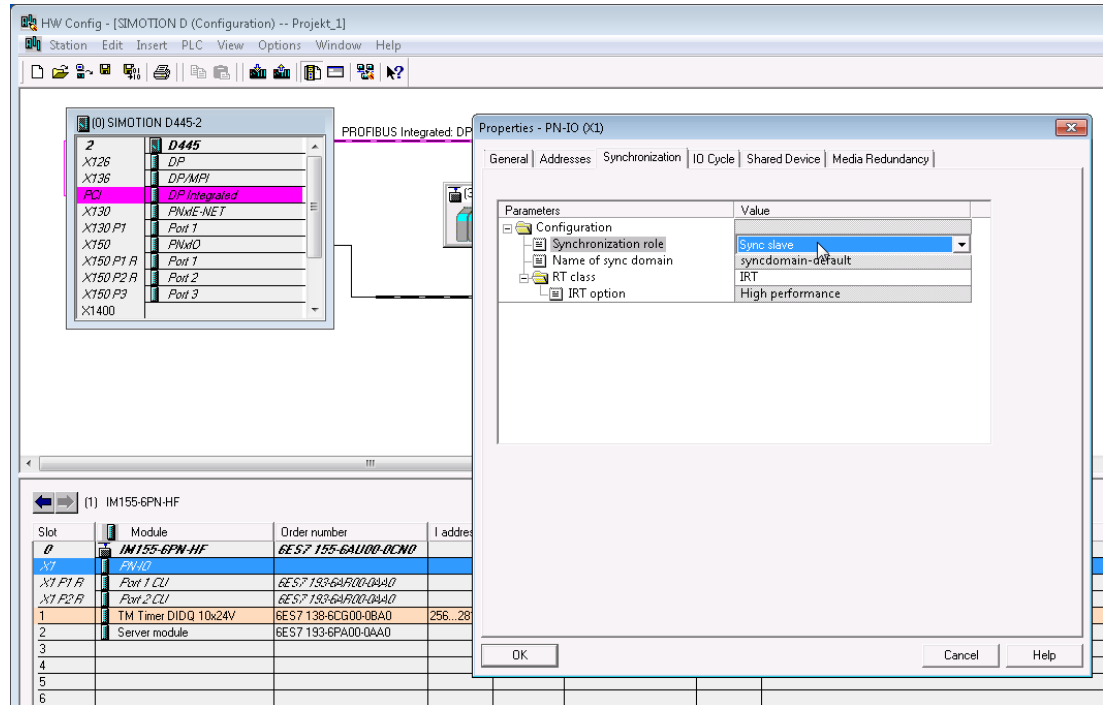 HW Config - [SIMOTION D (Configuration) -- Projekt_1]
Station Edit Insert PLC View Options Window Help
(0) SIMOTION D445-2
2 D445
X126 DP
X136 DP/MPI
PCI DP Integrated
X130 PNxIE-NET
X130 P1 Port 1
X150 PNxIO
X150 P1 R Port 1
X150 P2 R Port 2
X150 P3 Port 3
X1400
PROFIBUS Integrated: DP
Properties - PN-IO (X1)
General Addresses Synchronization IO Cycle Shared Device Media Redundancy
Parameters Value
Configuration
Synchronization role Sync slave
Name of sync domain syncdomain-default
RT class IRT
IRT option High performance
OK Cancel Help
(1) IM155-6PN-HF
Slot Module Order number I addres
0 IM155-6PN-HF 6ES7 155-6AU00-0CN0
X1 PN-IO
X1 P1 R Port 1 CU 6ES7 193-6AR00-0AA0
X1 P2 R Port 2 CU 6ES7 193-6AR00-0AA0
1 TM Timer DIDQ 10x24V 6ES7 138-6CG00-0BA0 256...28
2 Server module 6ES7 193-6PA00-0AA0
3
4
5
6